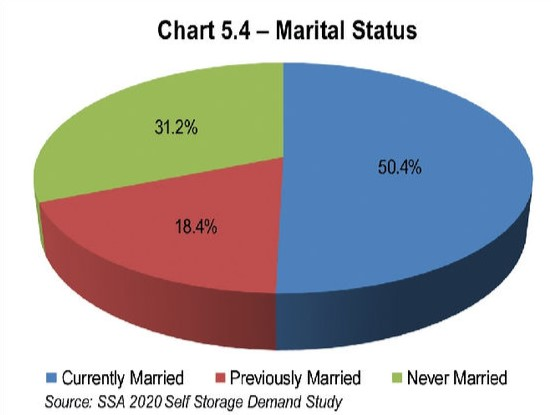 Chart 5.4 – Marital Status
31.2%
50.4%
18.4%
Currently Married Previously Married Never Married
Source: SSA 2020 Self Storage Demand Study